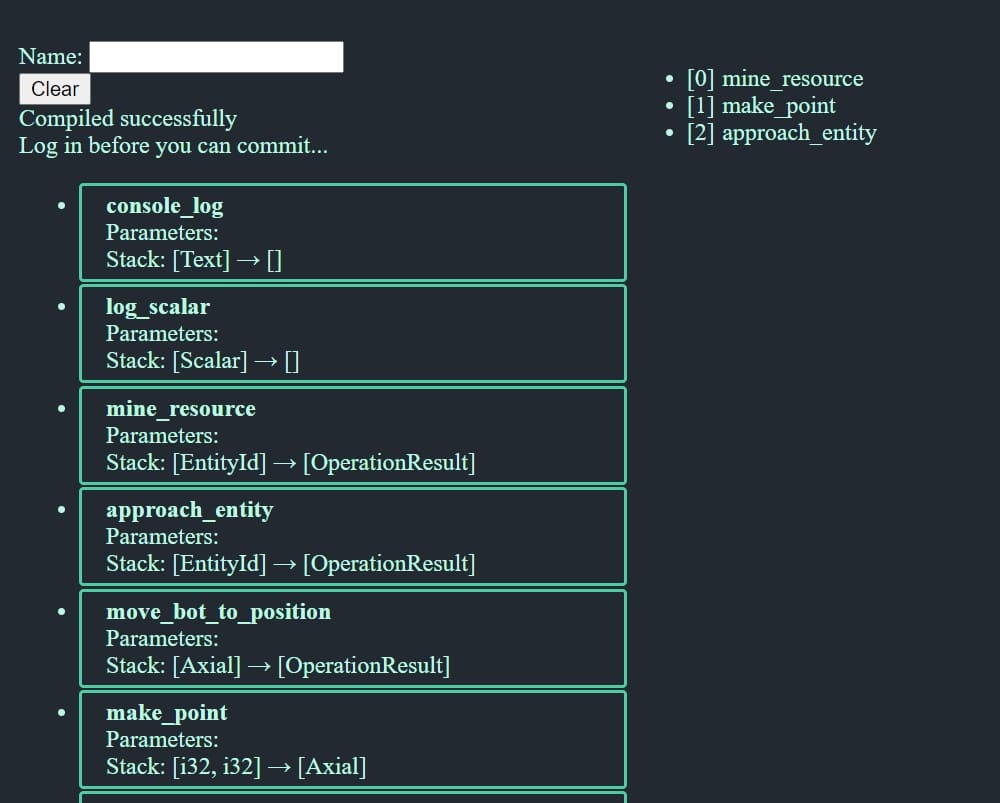 Name:
Clear
Compiled successfully
Log in before you can commit...
[0] mine_resource
[1] make_point
[2] approach_entity
console_log
Parameters:
Stack: [Text] → []
log_scalar
Parameters:
Stack: [Scalar] → []
mine_resource
Parameters:
Stack: [EntityId] → [OperationResult]
approach_entity
Parameters:
Stack: [EntityId] → [OperationResult]
move_bot_to_position
Parameters:
Stack: [Axial] → [OperationResult]
make_point
Parameters:
Stack: [i32, i32] → [Axial]